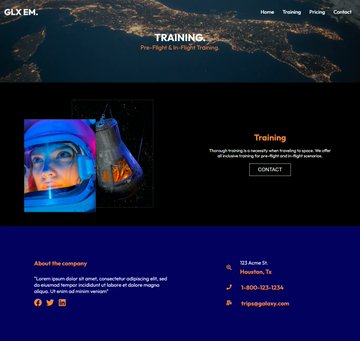 GLX EM.
Home Training Pricing Contact
TRAINING.
Pre-Flight & In-Flight Training.
Training
Thorough training is a necessity when traveling to space. We offer
all inclusive training for pre-flight and in-flight scenarios.
CONTACT
About the company
"Lorem ipsum dolor sit amet, consectetur adipiscing elit, sed
do eiusmod tempor incididunt ut labore et dolore magna
aliqua. Ut enim ad minim veniam"
123 Acme St.
Houston, Tx
1-800-123-1234
trips@galaxy.com